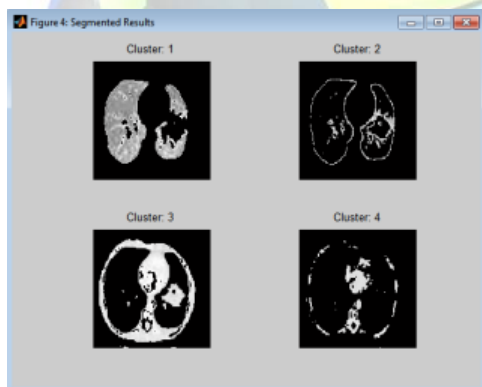 Figure 4: Segmented Results
Cluster: 1
Cluster: 2
Cluster: 3
Cluster: 4